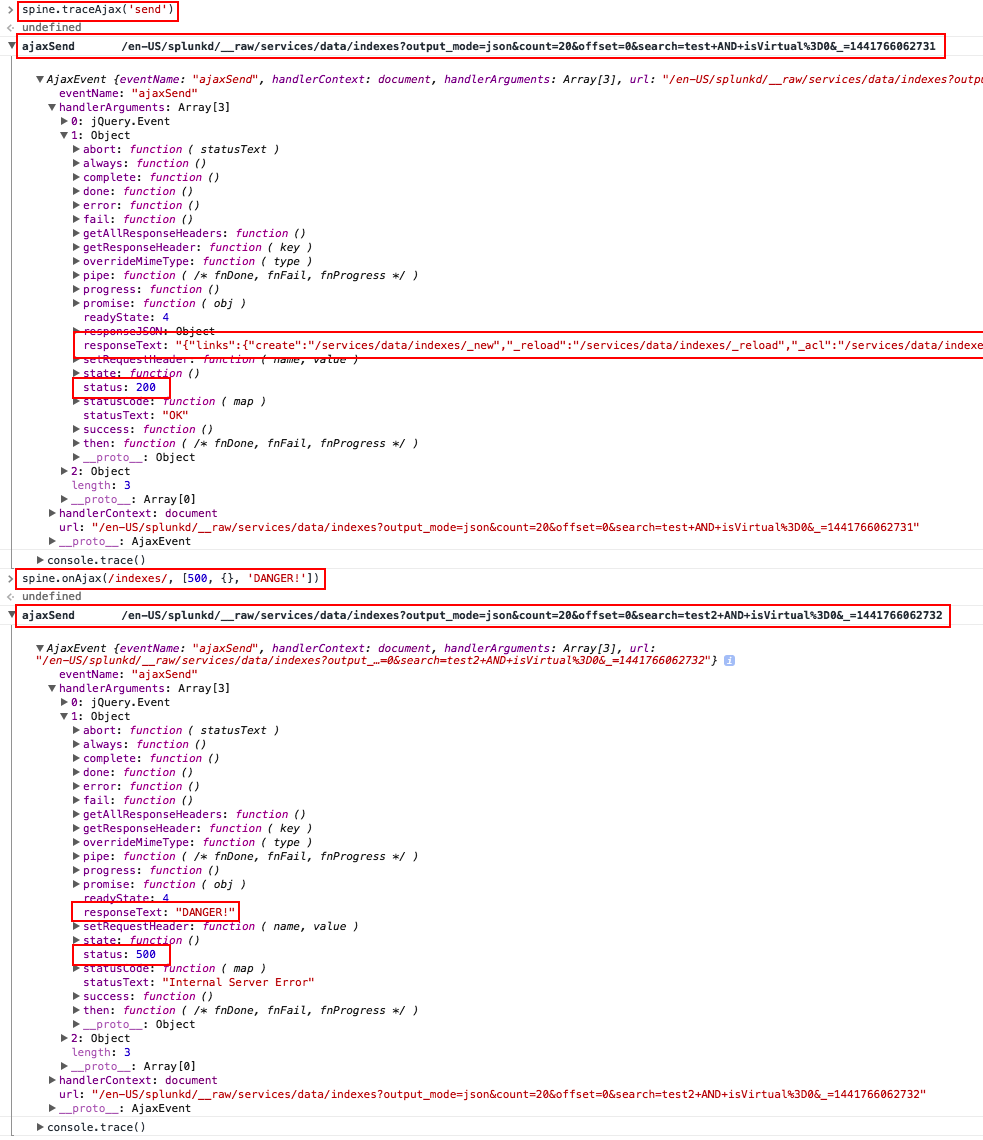 spine.traceAjax('send')
undefined
ajaxSend /en-US/splunkd/__raw/services/data/indexes?output_mode=json&count=20&offset=0&search=test+AND+isVirtual%3D0&_=1441766062731
AjaxEvent {eventName: "ajaxSend", handlerContext: document, handlerArguments: Array[3], url: "/en-US/splunkd/__raw/services/data/indexes?outp
eventName: "ajaxSend"
handlerArguments: Array[3]
0: jQuery.Event
1: Object
abort: function ( statusText )
always: function ()
complete: function ()
done: function ()
error: function ()
fail: function ()
getAllResponseHeaders: function ()
getResponseHeader: function ( key )
overrideMimeType: function ( type )
pipe: function ( /* fnDone, fnFail, fnProgress */ )
progress: function ()
promise: function ( obj )
readyState: 4
responseJSON: Object
responseText: "{"links":{"create":"/services/data/indexes/_new","_reload":"/services/data/indexes/_reload","_acl":"/services/data/indexe
setRequestHeader: function ( name, value )
state: function ()
status: 200
statusCode: function ( map )
statusText: "OK"
success: function ()
then: function ( /* fnDone, fnFail, fnProgress */ )
__proto__: Object
2: Object
length: 3
__proto__: Array[0]
handlerContext: document
url: "/en-US/splunkd/__raw/services/data/indexes?output_mode=json&count=20&offset=0&search=test+AND+isVirtual%3D0&_=1441766062731"
__proto__: AjaxEvent
console.trace()
spine.onAjax(/indexes/, [500, {}, 'DANGER!'])
undefined
ajaxSend /en-US/splunkd/__raw/services/data/indexes?output_mode=json&count=20&offset=0&search=test2+AND+isVirtual%3D0&_=1441766062732
AjaxEvent {eventName: "ajaxSend", handlerContext: document, handlerArguments: Array[3], url:
"/en-US/splunkd/__raw/services/data/indexes?output_…=0&search=test2+AND+isVirtual%3D0&_=1441766062732"} i
eventName: "ajaxSend"
handlerArguments: Array[3]
0: jQuery.Event
1: Object
abort: function ( statusText )
always: function ()
complete: function ()
done: function ()
error: function ()
fail: function ()
getAllResponseHeaders: function ()
getResponseHeader: function ( key )
overrideMimeType: function ( type )
pipe: function ( /* fnDone, fnFail, fnProgress */ )
progress: function ()
promise: function ( obj )
readyState: 4
responseText: "DANGER!"
setRequestHeader: function ( name, value )
state: function ()
status: 500
statusCode: function ( map )
statusText: "Internal Server Error"
success: function ()
then: function ( /* fnDone, fnFail, fnProgress */ )
__proto__: Object
2: Object
length: 3
__proto__: Array[0]
handlerContext: document
url: "/en-US/splunkd/__raw/services/data/indexes?output_mode=json&count=20&offset=0&search=test2+AND+isVirtual%3D0&_=1441766062732"
__proto__: AjaxEvent
console.trace()